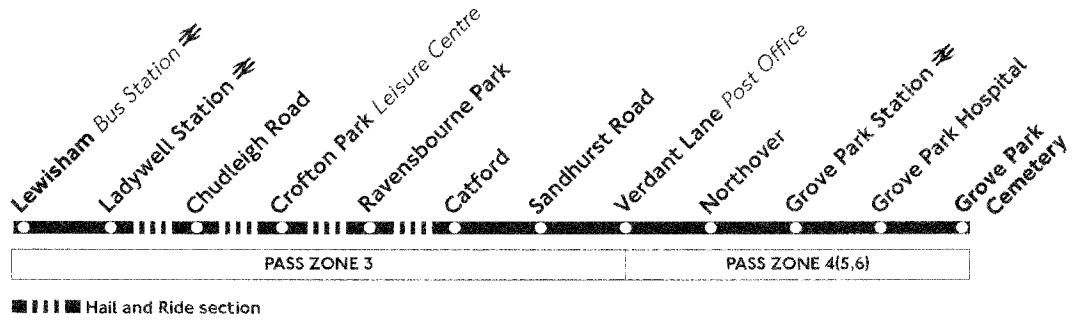 Lewisham Bus Station
Ladywell Station
Chudleigh Road
Crofton Park Leisure Centre
Ravensbourne Park
Catford
Sandhurst Road
Verdant Lane Post Office
Northover
Grove Park Station
Grove Park Hospital
Grove Park
Cemetery
PASS ZONE 3
PASS ZONE 4(5,6)
Hail and Ride section